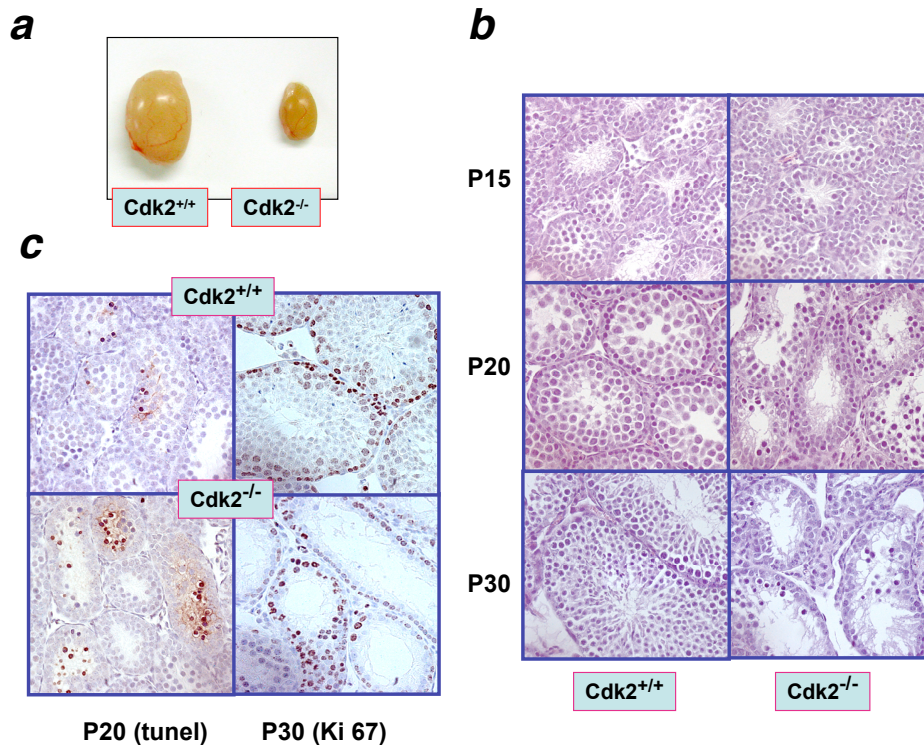 a
Cdk2+/+
Cdk2-/-
b
P15
P20
P30
Cdk2+/+
Cdk2-/-
c
Cdk2+/+
Cdk2-/-
P20 (tunel)
P30 (Ki 67)